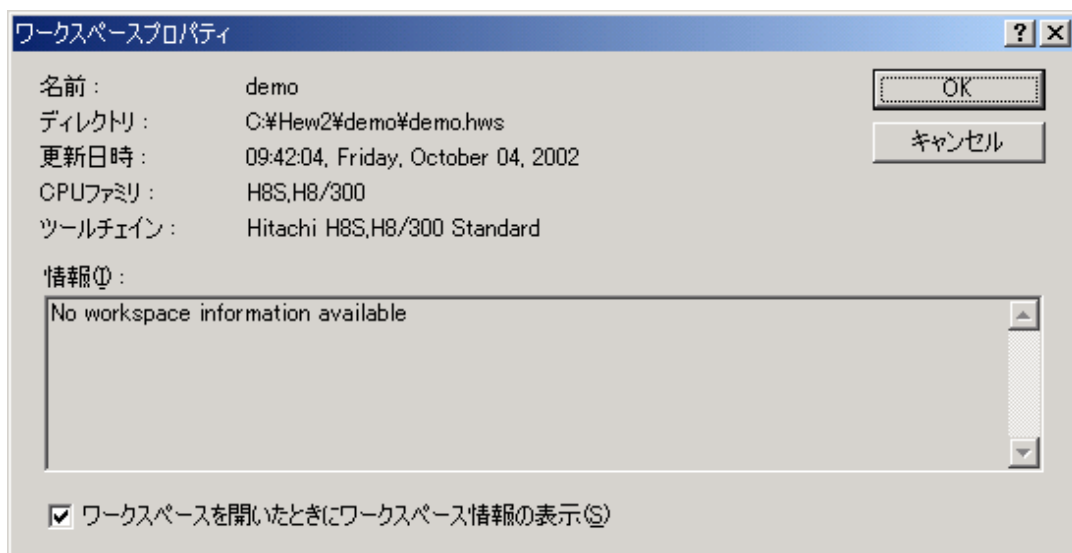 ワークスペースプロパティ
名前 : demo
ディレクトリ : C:¥Hew2¥demo¥demo.hws
更新日時 : 09:42:04, Friday, October 04, 2002
CPUファミリ : H8S,H8/300
ツールチェイン : Hitachi H8S,H8/300 Standard
OK
キャンセル
情報(I) :
No workspace information available
ワークスペースを開いたときにワークスペース情報の表示(S)